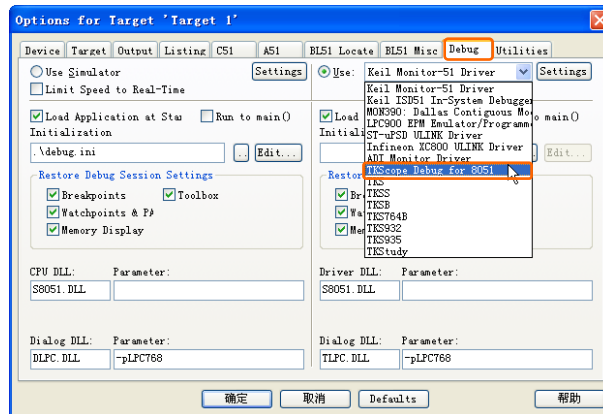 Options for Target 'Target 1'
Device Target Output Listing C51 A51 BL51 Locate BL51 Misc Debug Utilities
Use Simulator Settings
Limit Speed to Real-Time
Use: Keil Monitor-51 Driver Settings
Keil Monitor-51 Driver
Keil ISD51 In-System Debugger
MON390: Dallas Contiguous Mo
LPC900 EPM Emulator/Programme
ST-uPSD ULINK Driver
Infineon XC800 ULINK Driver
ADI Monitor Driver
TKScope Debug for 8051
TKS
TKSS
TKSB
TKS764B
TKS932
TKS935
TKStudy
Load Application at Star Run to main()
Initialization
.\debug.ini .. Edit...
Load o main()
Initiali
Edit...
Restore Debug Session Settings
Breakpoints Toolbox
Watchpoints & PA
Memory Display
Restor
Br
Wa
Me
CPU DLL: Parameter:
S8051.DLL
Driver DLL: Parameter:
S8051.DLL
Dialog DLL: Parameter:
DLPC.DLL -pLPC768
Dialog DLL: Parameter:
TLPC.DLL -pLPC768
确定 取消 Defaults 帮助